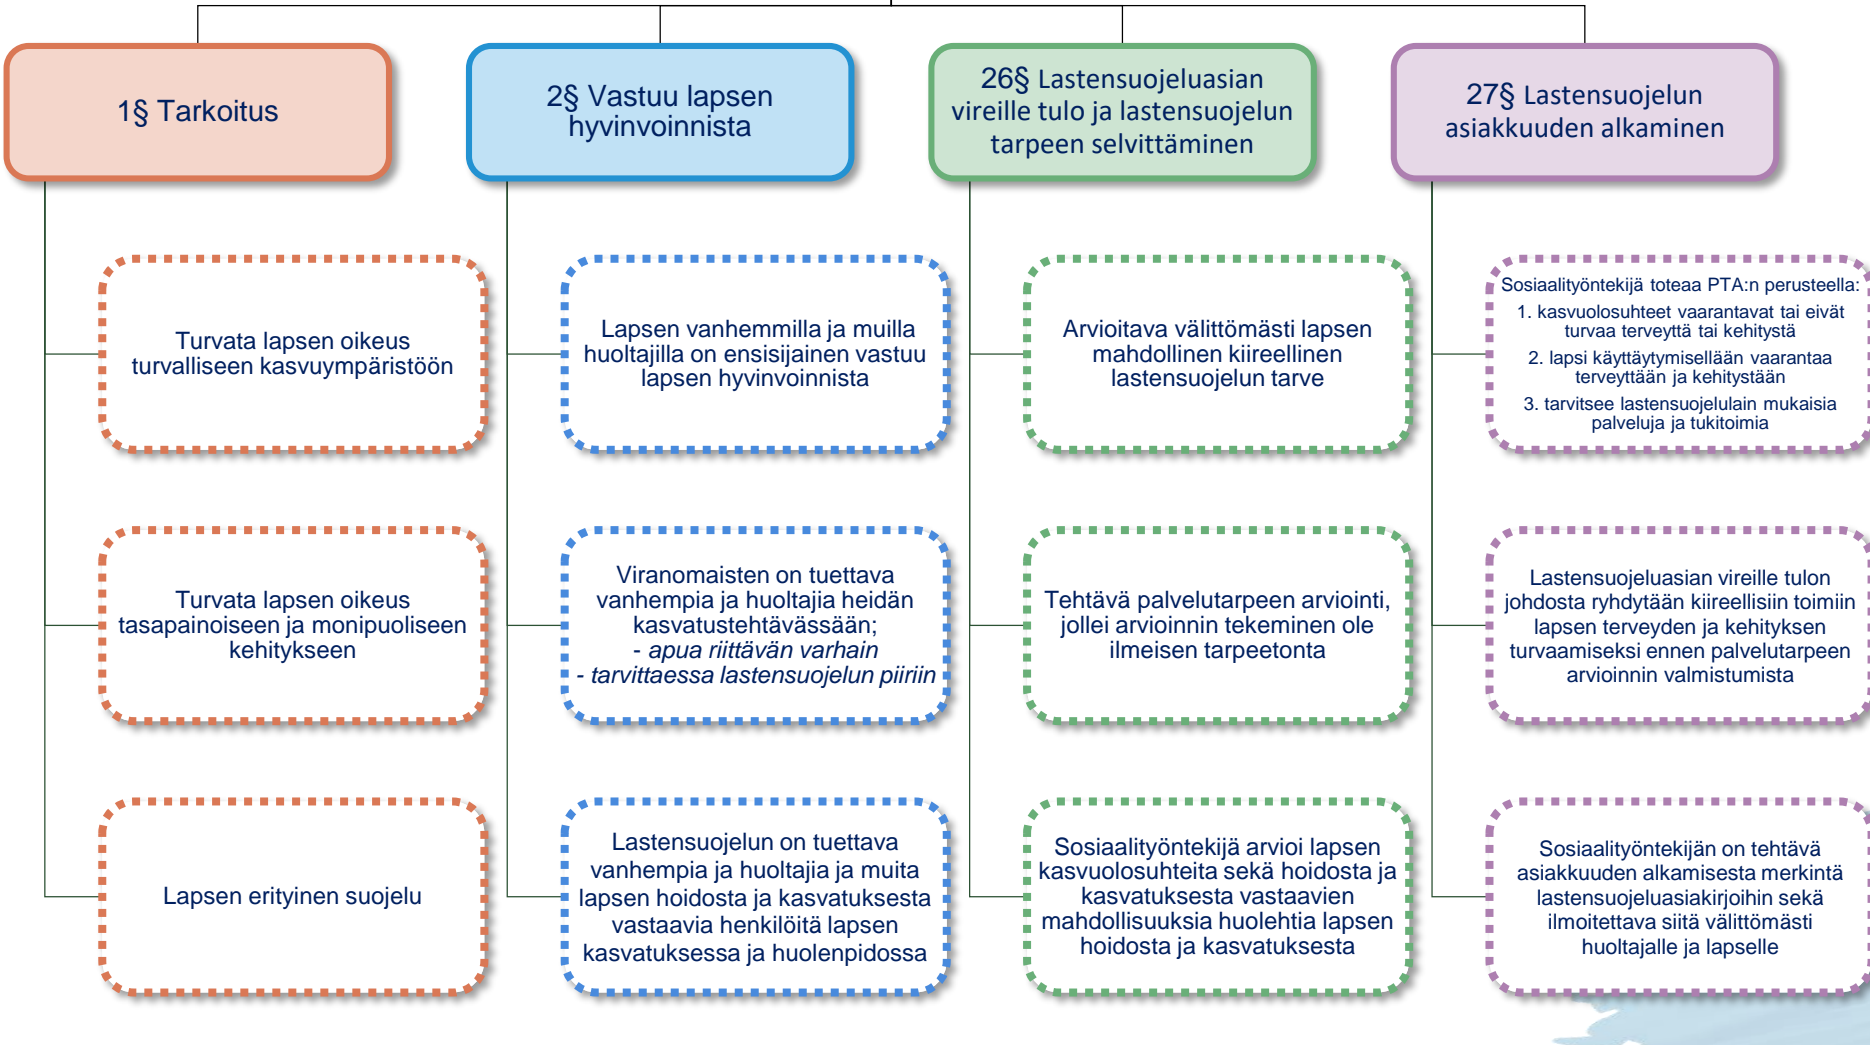 1§ Tarkoitus
2§ Vastuu lapsen
hyvinvoinnista
26§ Lastensuojeluasian
vireille tulo ja lastensuojelun
tarpeen selvittäminen
27§ Lastensuojelun
asiakkuuden alkaminen
Turvata lapsen oikeus
turvalliseen kasvuympäristöön
Turvata lapsen oikeus
tasapainoiseen ja monipuoliseen
kehitykseen
Lapsen erityinen suojelu
Lapsen vanhemmilla ja muilla
huoltajilla on ensisijainen vastuu
lapsen hyvinvoinnista
Viranomaisten on tuettava
vanhempia ja huoltajia heidän
kasvatustehtävässään;
- apua riittävän varhain
- tarvittaessa lastensuojelun piiriin
Lastensuojelun on tuettava
vanhempia ja huoltajia ja muita
lapsen hoidosta ja kasvatuksesta
vastaavia henkilöitä lapsen
kasvatuksessa ja huolenpidossa
Arvioitava välittömästi lapsen
mahdollinen kiireellinen
lastensuojelun tarve
Tehtävä palvelutarpeen arviointi,
jollei arvioinnin tekeminen ole
ilmeisen tarpeetonta
Sosiaalityöntekijä arvioi lapsen
kasvuolosuhteita sekä hoidosta ja
kasvatuksesta vastaavien
mahdollisuuksia huolehtia lapsen
hoidosta ja kasvatuksesta
Sosiaalityöntekijä toteaa PTA:n perusteella:
1. kasvuolosuhteet vaarantavat tai eivät
turvaa terveyttä tai kehitystä
2. lapsi käyttäytymisellään vaarantaa
terveyttään ja kehitystään
3. tarvitsee lastensuojelulain mukaisia
palveluja ja tukitoimia
Lastensuojeluasian vireille tulon
johdosta ryhdytään kiireellisiin toimiin
lapsen terveyden ja kehityksen
turvaamiseksi ennen palvelutarpeen
arvioinnin valmistumista
Sosiaalityöntekijän on tehtävä
asiakkuuden alkamisesta merkintä
lastensuojeluasiakirjoihin sekä
ilmoitettava siitä välittömästi
huoltajalle ja lapselle